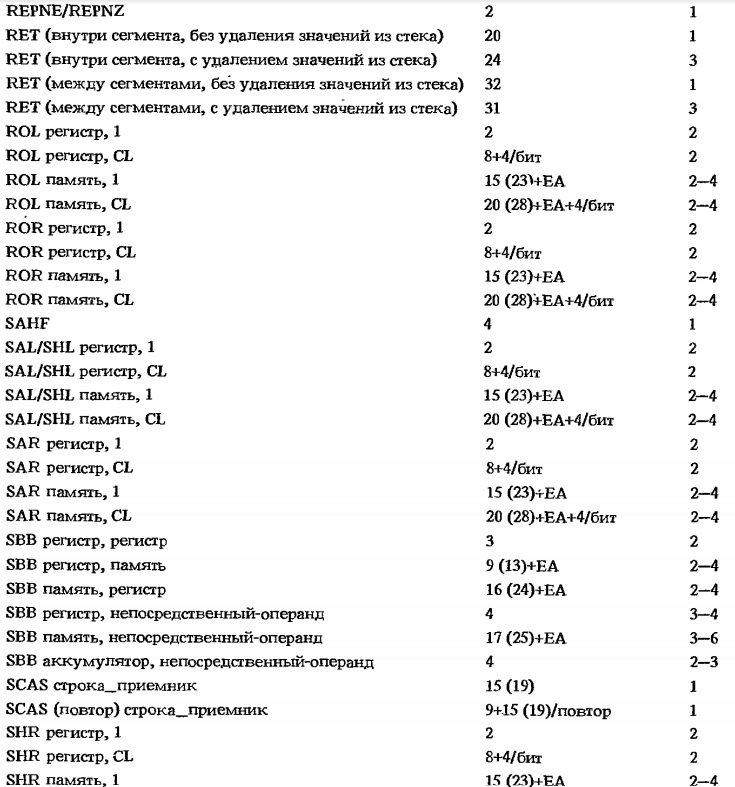 REPNE/REPNZ 2 1
RET (внутри сегмента, без удаления значений из стека) 20 1
RET (внутри сегмента, с удалением значений из стека) 24 3
RET (между сегментами, без удаления значений из стека) 32 1
RET (между сегментами, с удалением значений из стека) 31 3
ROL регистр, 1 2 2
ROL регистр, CL 8+4/бит 2
ROL память, 1 15 (23)+EA 2—4
ROL память, CL 20 (28)+EA+4/бит 2—4
ROR регистр, 1 2 2
ROR регистр, CL 8+4/бит 2
ROR память, 1 15 (23)+EA 2—4
ROR память, CL 20 (28)+EA+4/бит 2—4
SAHF 4 1
SAL/SHL регистр, 1 2 2
SAL/SHL регистр, CL 8+4/бит 2
SAL/SHL память, 1 15 (23)+EA 2—4
SAL/SHL память, CL 20 (28)+EA+4/бит 2—4
SAR регистр, 1 2 2
SAR регистр, CL 8+4/бит 2
SAR память, 1 15 (23)+EA 2—4
SAR память, CL 20 (28)+EA+4/бит 2—4
SBB регистр, регистр 3 2
SBB регистр, память 9 (13)+EA 2—4
SBB память, регистр 16 (24)+EA 2—4
SBB регистр, непосредственный-операнд 4 3—4
SBB память, непосредственный-операнд 17 (25)+EA 3—6
SBB аккумулятор, непосредственный-операнд 4 2—3
SCAS строка_приемник 15 (19) 1
SCAS (повтор) строка_приемник 9+15 (19)/повтор 1
SHR регистр, 1 2 2
SHR регистр, CL 8+4/бит 2
SHR память, 1 15 (23)+EA 2—4